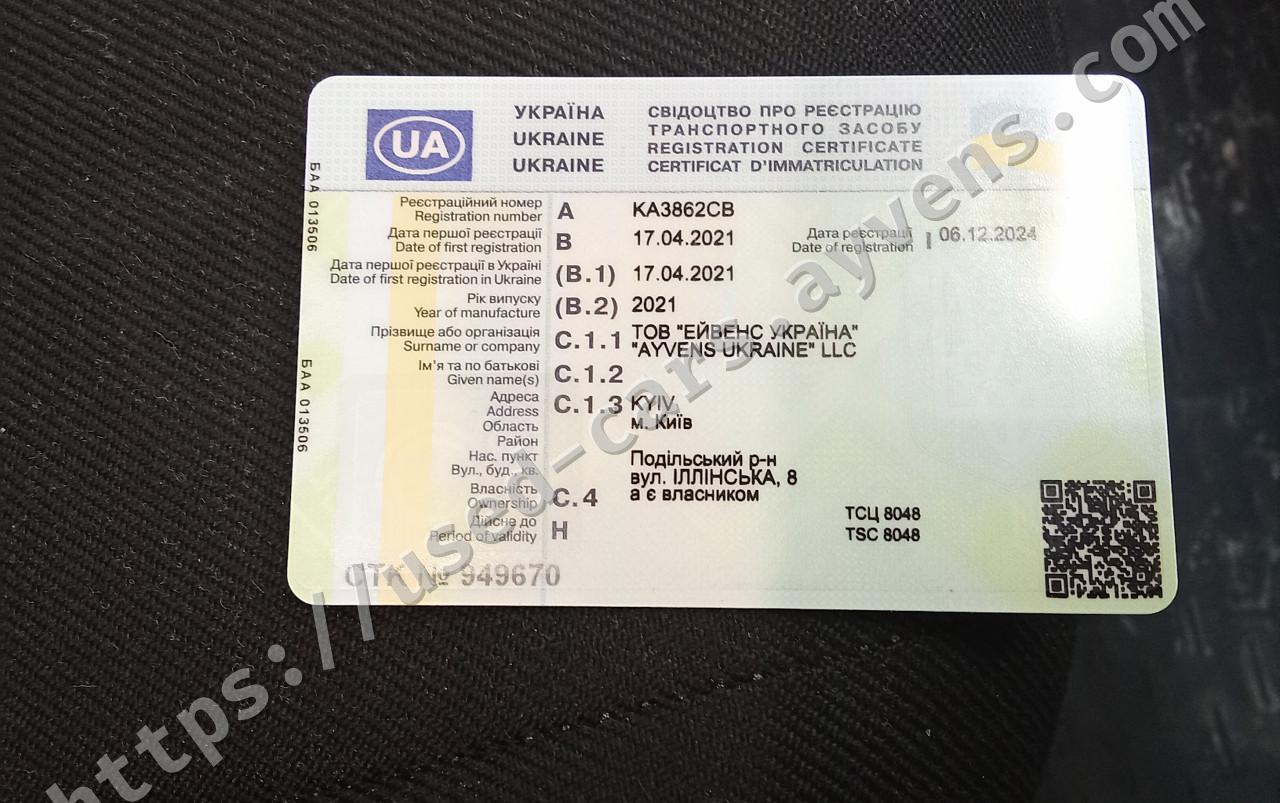 UA
УКРАЇНА
UKRAINE
UKRAINE
СВІДОЦТВО ПРО РЕЄСТРАЦІЮ
ТРАНСПОРТНОГО ЗАСОБУ
REGISTRATION CERTIFICATE
CERTIFICAT D'IMMATRICULATION
БАА 013506
БАА 013506
Реєстраційний номер
Registration number A КА3862СВ
Дата першої реєстрації
Date of first registration B 17.04.2021
Дата реєстрації
Date of registration I 06.12.2024
Дата першої реєстрації в Україні
Date of first registration in Ukraine (B.1) 17.04.2021
Рік випуску
Year of manufacture (B.2) 2021
Прізвище або організація
Surname or company C.1.1 ТОВ "ЕЙВЕНС УКРАЇНА"
"AYVENS UKRAINE" LLC
Ім'я та по батькові
Given name(s) C.1.2
Адреса
Address C.1.3 KYIV
Область м. Київ
Район
Нас. пункт Подільський р-н
Вул., буд., кв. вул. ІЛЛІНСЬКА, 8
Власність
Ownership C.4 а є власником
Дійсне до
Period of validity H
ТСЦ 8048
TSC 8048
СТК № 949670
https://used-cars.ayvens.com